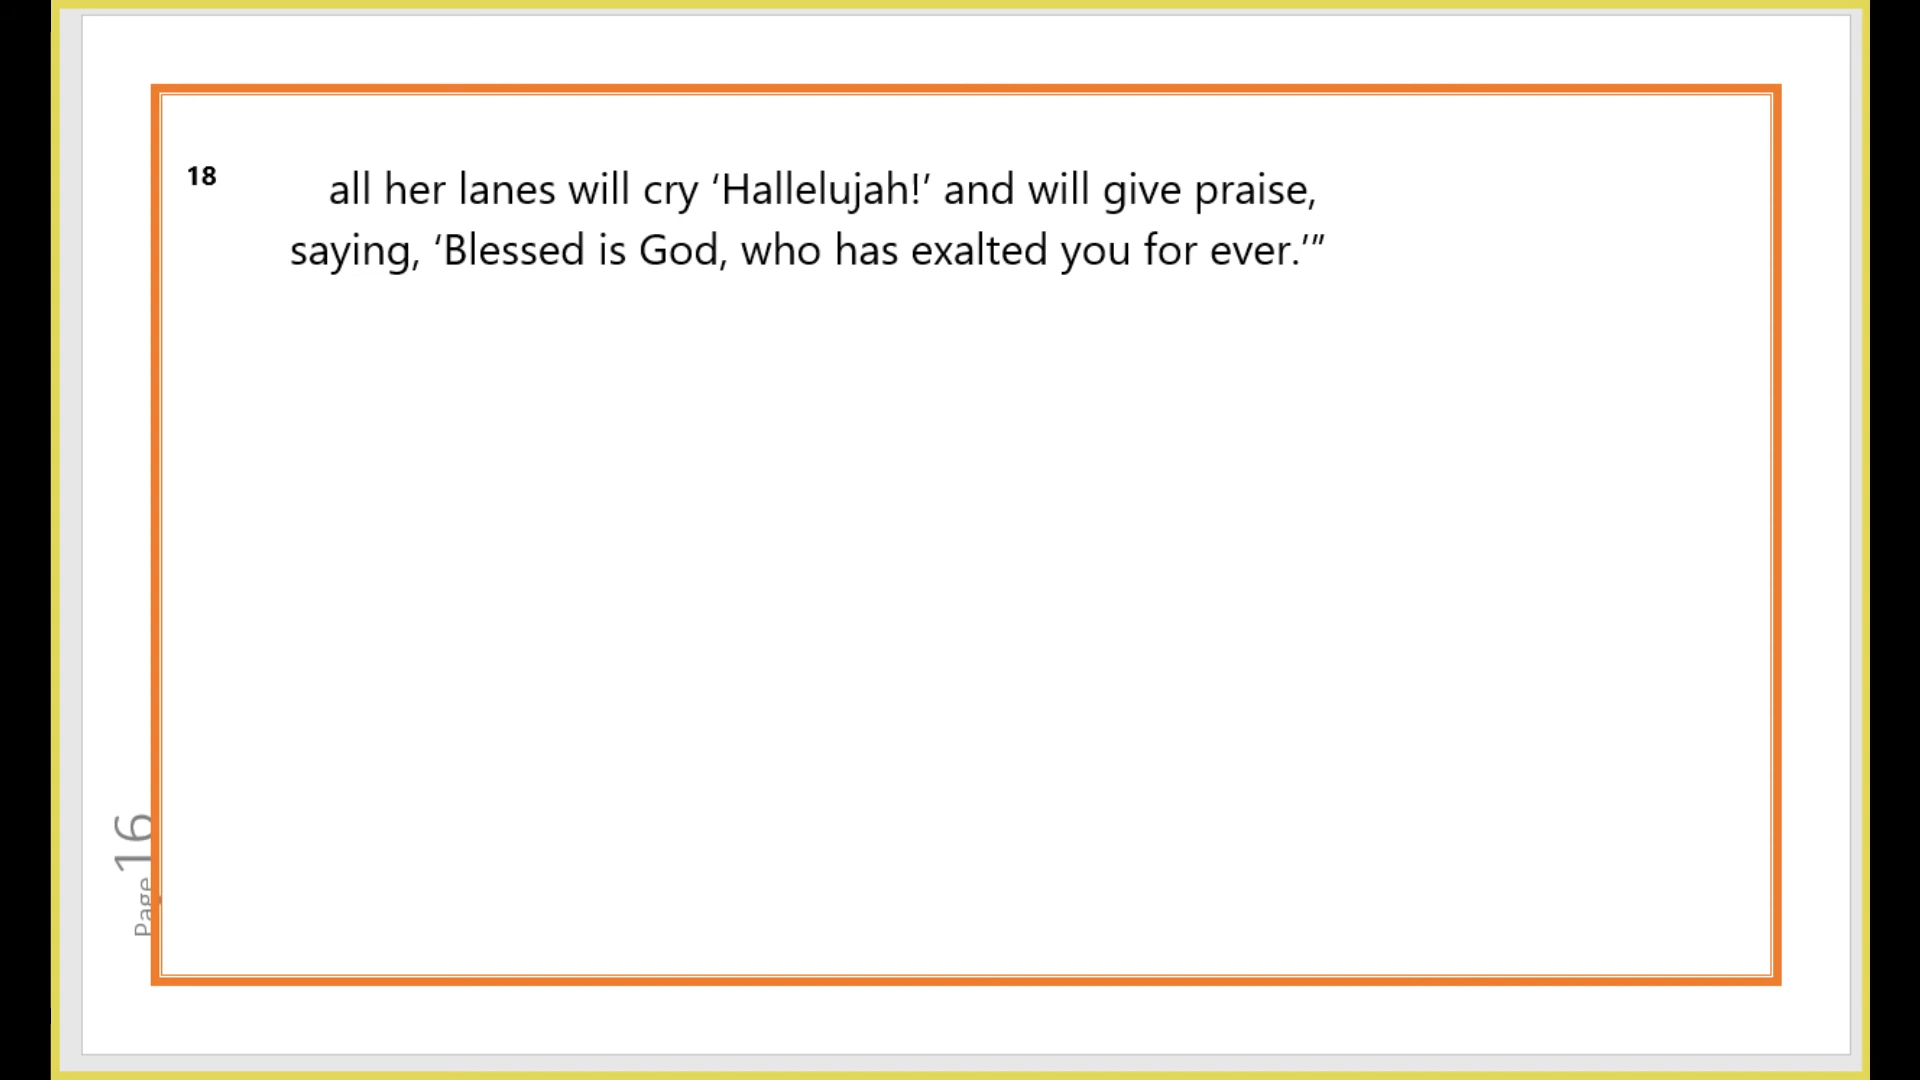 18 all her lanes will cry ‘Hallelujah!’ and will give praise,
saying, ‘Blessed is God, who has exalted you for ever.’”
Page 16